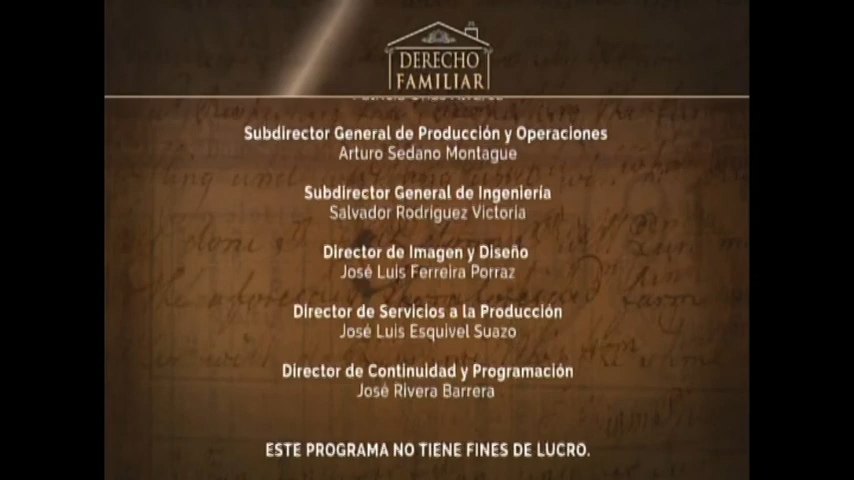 DERECHO
FAMILIAR
Subdirector General de Producción y Operaciones
Arturo Sedano Montague
Subdirector General de Ingeniería
Salvador Rodríguez Victoria
Director de Imagen y Diseño
José Luis Ferreira Porraz
Director de Servicios a la Producción
José Luis Esquivel Suazo
Director de Continuidad y Programación
José Rivera Barrera
ESTE PROGRAMA NO TIENE FINES DE LUCRO.